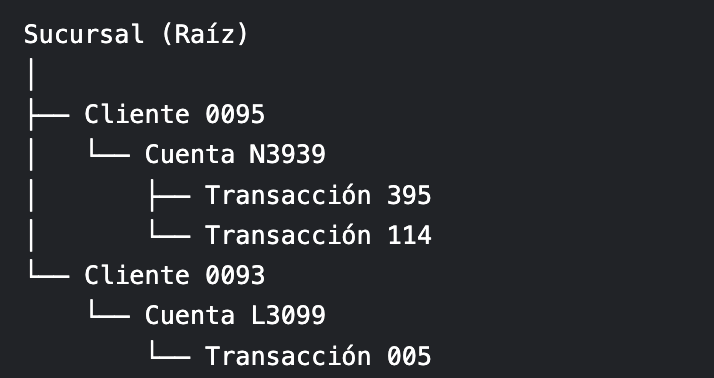 Sucursal (Raíz)
│
├── Cliente 0095
│   └── Cuenta N3939
│       ├── Transacción 395
│       └── Transacción 114
└── Cliente 0093
    └── Cuenta L3099
        └── Transacción 005